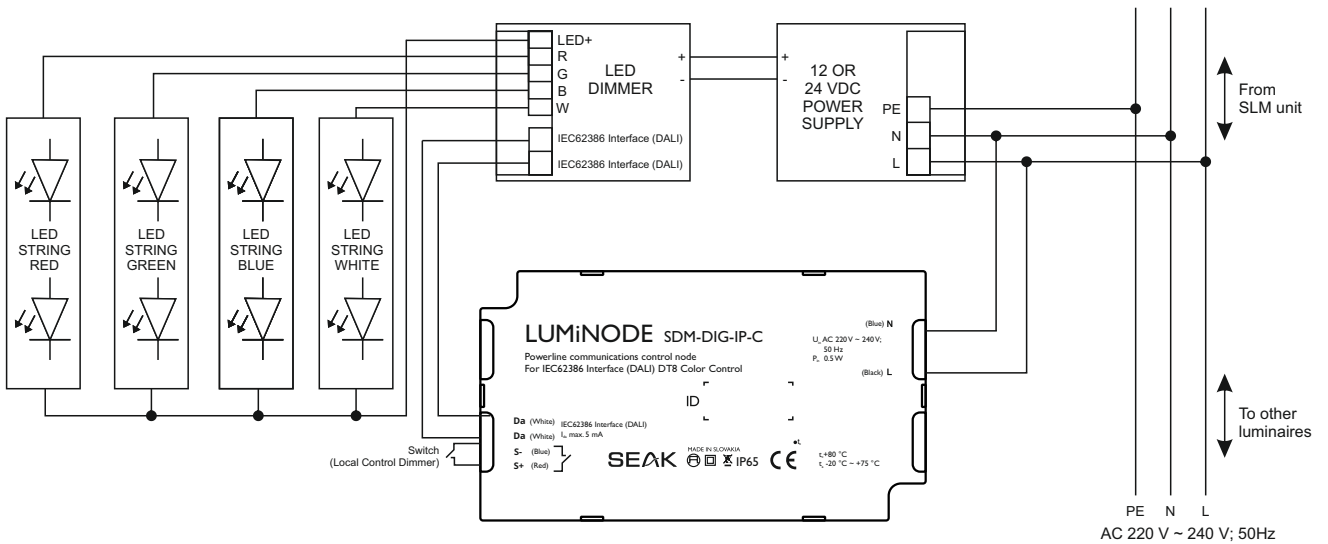 LED+
R
G
B
W
LED
DIMMER
+
-
+
-
12 OR
24 VDC
POWER
SUPPLY
PE
N
L
From
SLM unit
IEC62386 Interface (DALI)
IEC62386 Interface (DALI)
LED
STRING
RED
LED
STRING
GREEN
LED
STRING
BLUE
LED
STRING
WHITE
LUMiNODE SDM-DIG-IP-C
Powerline communications control node
For IEC62386 Interface (DALI) DT8 Color Control
(Blue) N
AC 220 V ~ 240 V;
50 Hz
0.5 W
(Black) L
ID
Da (White) IEC62386 Interface (DALI)
Da (White) max. 5 mA
S- (Blue)
S+ (Red)
Switch
(Local Control Dimmer)
SEAK
MADE IN SLOVAKIA
IP65
CE
+80 °C
-20 °C ~ +75 °C
To other
luminaires
PE N L
AC 220 V ~ 240 V; 50Hz